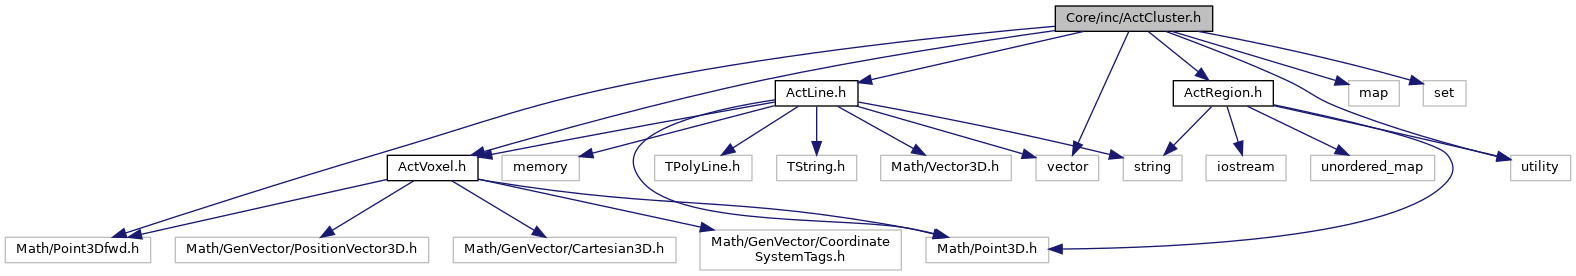 Core/inc/ActCluster.h
ActLine.h
ActRegion.h
map
set
ActVoxel.h
memory
TPolyLine.h
TString.h
Math/Vector3D.h
vector
string
iostream
unordered_map
utility
Math/Point3Dfwd.h
Math/GenVector/PositionVector3D.h
Math/GenVector/Cartesian3D.h
Math/GenVector/Coordinate
SystemTags.h
Math/Point3D.h